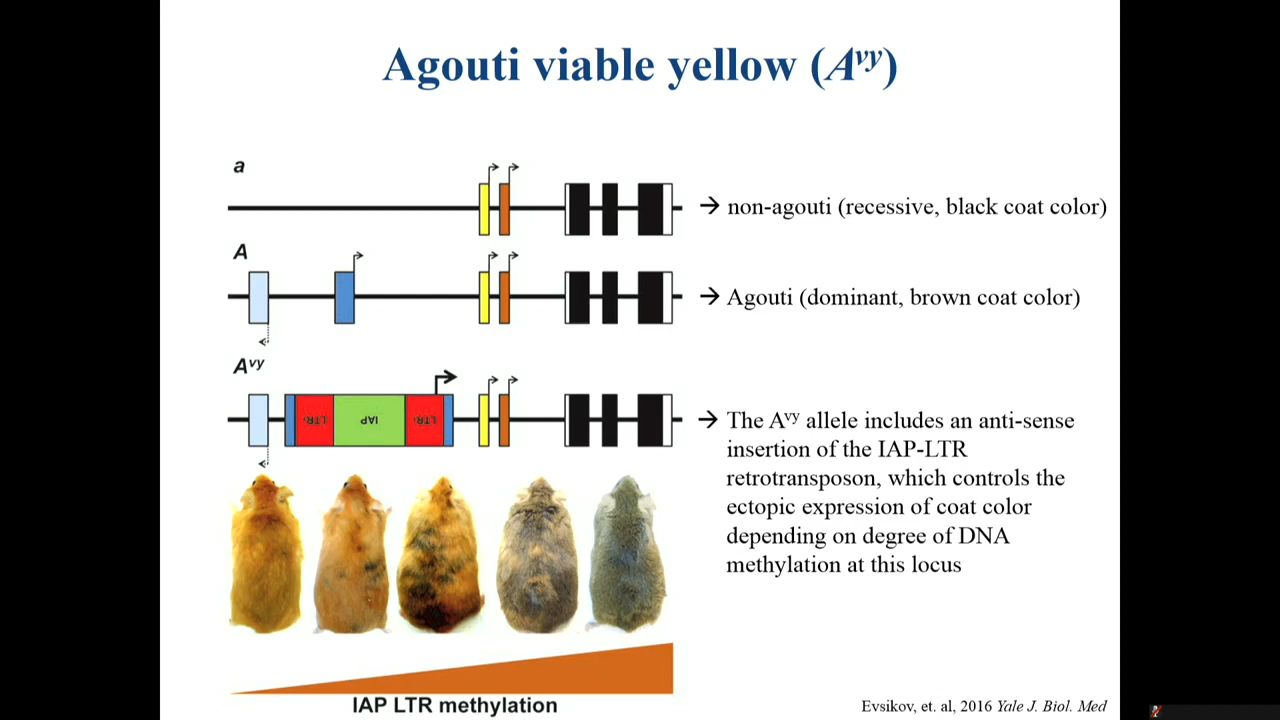 Agouti viable yellow (Avy)
a
→ non-agouti (recessive, black coat color)
A
→ Agouti (dominant, brown coat color)
Avy
LTR IAP LTR
→ The Avy allele includes an anti-sense
insertion of the IAP-LTR
retrotransposon, which controls the
ectopic expression of coat color
depending on degree of DNA
methylation at this locus
IAP LTR methylation
Evsikov, et. al, 2016 Yale J. Biol. Med